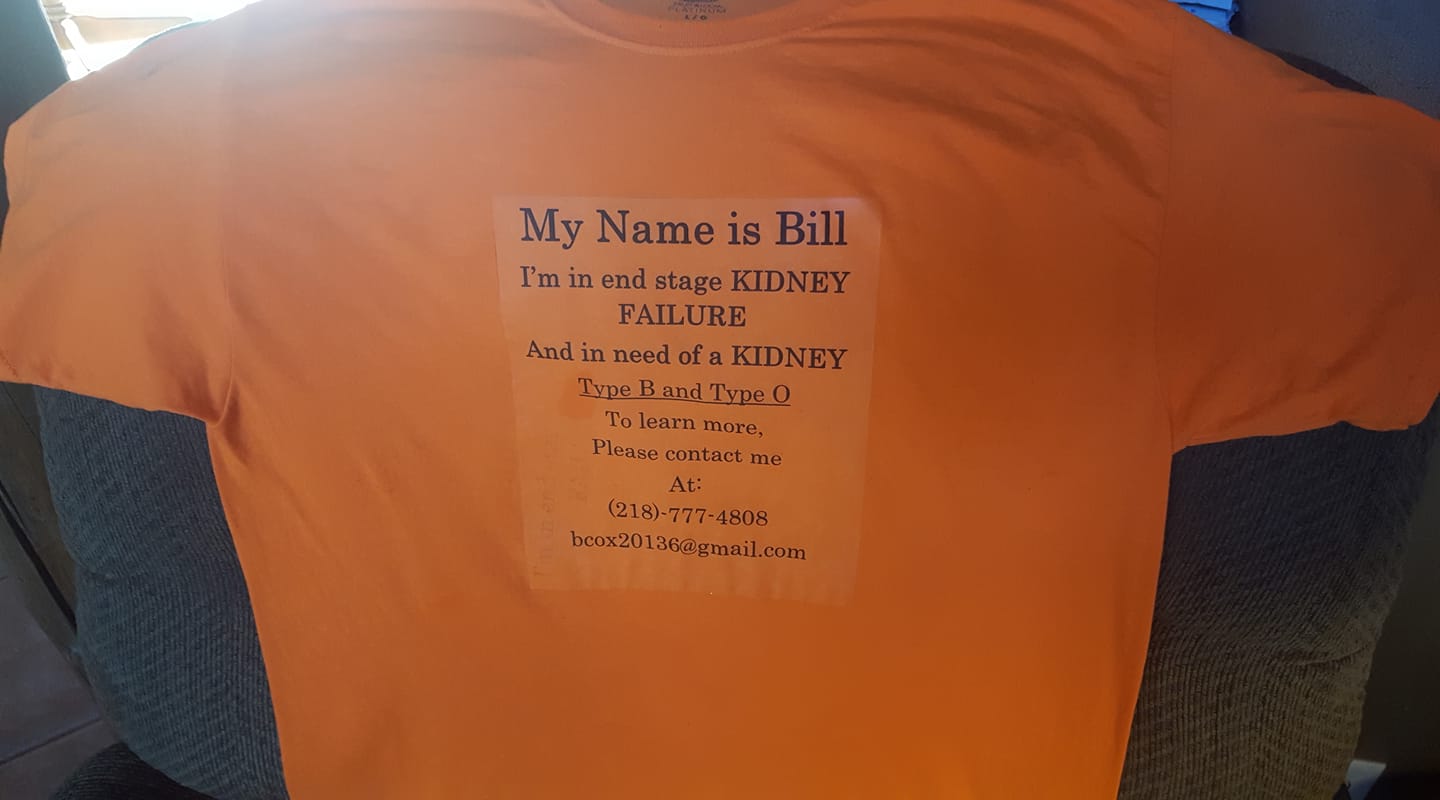 PLATINUM
My Name is Bill
I'm in end stage KIDNEY
FAILURE
And in need of a KIDNEY
Type B and Type O
To learn more,
Please contact me
At:
(218)-777-4808
bcox20136@gmail.com